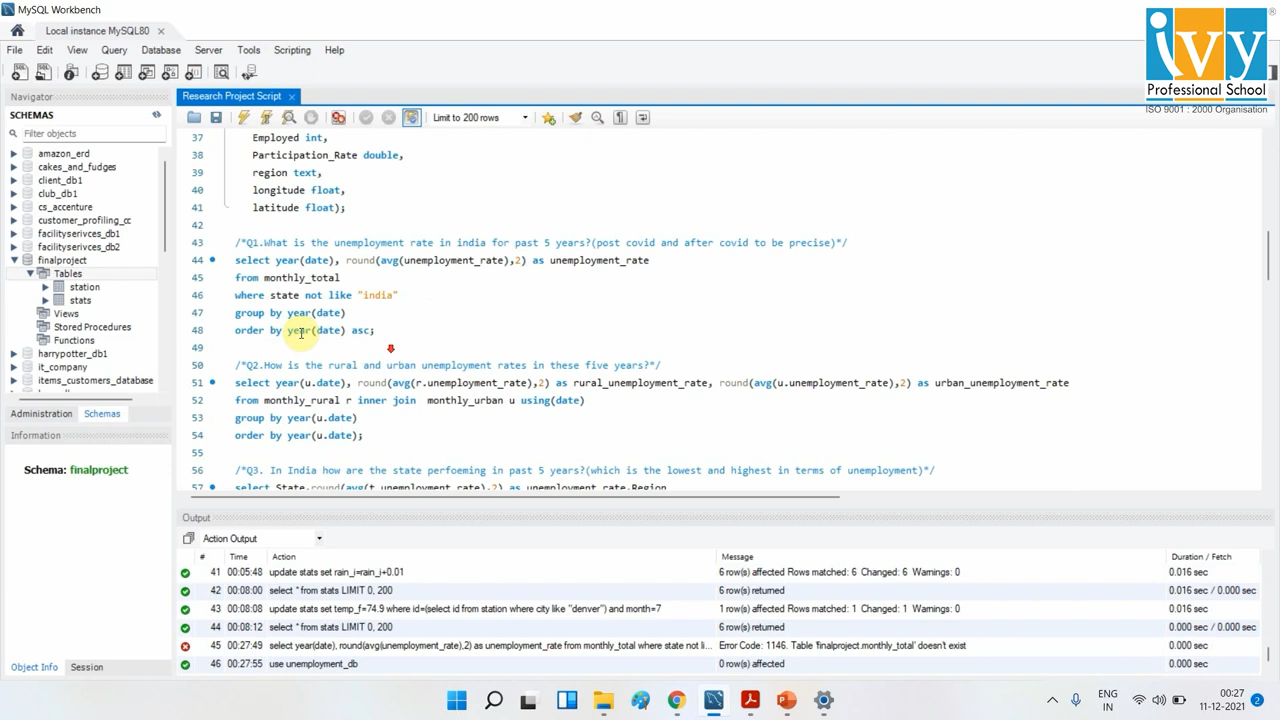 MySQL Workbench
Local instance MySQL80
File Edit View Query Database Server Tools Scripting Help
ivy
Professional School
ISO 9001 : 2000 Organisation
Navigator
SCHEMAS
Filter objects
amazon_erd
cakes_and_fudges
client_db1
club_db1
cs_accenture
customer_profiling_cc
facilityserivces_db1
facilityserivces_db2
finalproject
Tables
station
stats
Views
Stored Procedures
Functions
harrypotter_db1
it_company
items_customers_database
Administration Schemas
Information
Schema: finalproject
Object Info Session
Research Project Script
Limit to 200 rows
37 Employed int,
38 Participation_Rate double,
39 region text,
40 longitude float,
41 latitude float);
42
43 /*Q1.What is the unemployment rate in india for past 5 years?(post covid and after covid to be precise)*/
44 select year(date), round(avg(unemployment_rate),2) as unemployment_rate
45 from monthly_total
46 where state not like "india"
47 group by year(date)
48 order by year(date) asc;
49
50 /*Q2.How is the rural and urban unemployment rates in these five years?*/
51 select year(u.date), round(avg(r.unemployment_rate),2) as rural_unemployment_rate, round(avg(u.unemployment_rate),2) as urban_unemployment_rate
52 from monthly_rural r inner join monthly_urban u using(date)
53 group by year(u.date)
54 order by year(u.date);
55
56 /*Q3. In India how are the state perfoeming in past 5 years?(which is the lowest and highest in terms of unemployment)*/
57 select State,round(avg(t.unemployment_rate),2) as unemployment_rate,Region
Output
Action Output
# Time Action Message Duration / Fetch
41 00:05:48 update stats set rain_i=rain_i+0.01 6 row(s) affected Rows matched: 6 Changed: 6 Warnings: 0 0.016 sec
42 00:08:00 select * from stats LIMIT 0, 200 6 row(s) returned 0.016 sec / 0.000 sec
43 00:08:08 update stats set temp_f=74.9 where id=(select id from station where city like "denver") and month=7 1 row(s) affected Rows matched: 1 Changed: 1 Warnings: 0 0.016 sec
44 00:08:12 select * from stats LIMIT 0, 200 6 row(s) returned 0.000 sec / 0.000 sec
45 00:27:49 select year(date), round(avg(unemployment_rate),2) as unemployment_rate from monthly_total where state not li... Error Code: 1146. Table 'finalproject.monthly_total' doesn't exist 0.000 sec
46 00:27:55 use unemployment_db 0 row(s) affected 0.000 sec
ENG
IN
00:27
11-12-2021
2